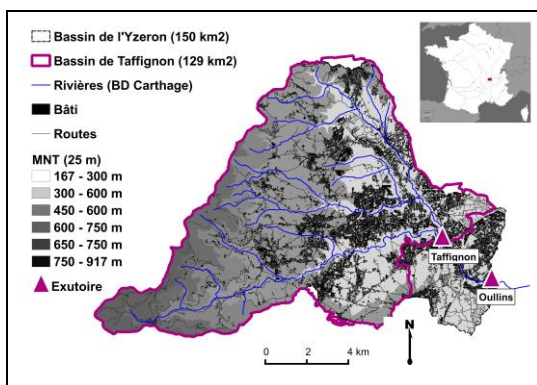 Bassin de l'Yzeron (150 km2)
Bassin de Taffignon (129 km2)
Rivières (BD Carthage)
Bâti
Routes
MNT (25 m)
167 - 300 m
300 - 600 m
450 - 600 m
600 - 750 m
650 - 750 m
750 - 917 m
Exutoire
Taffignon
Oullins
N
0 2 4 km